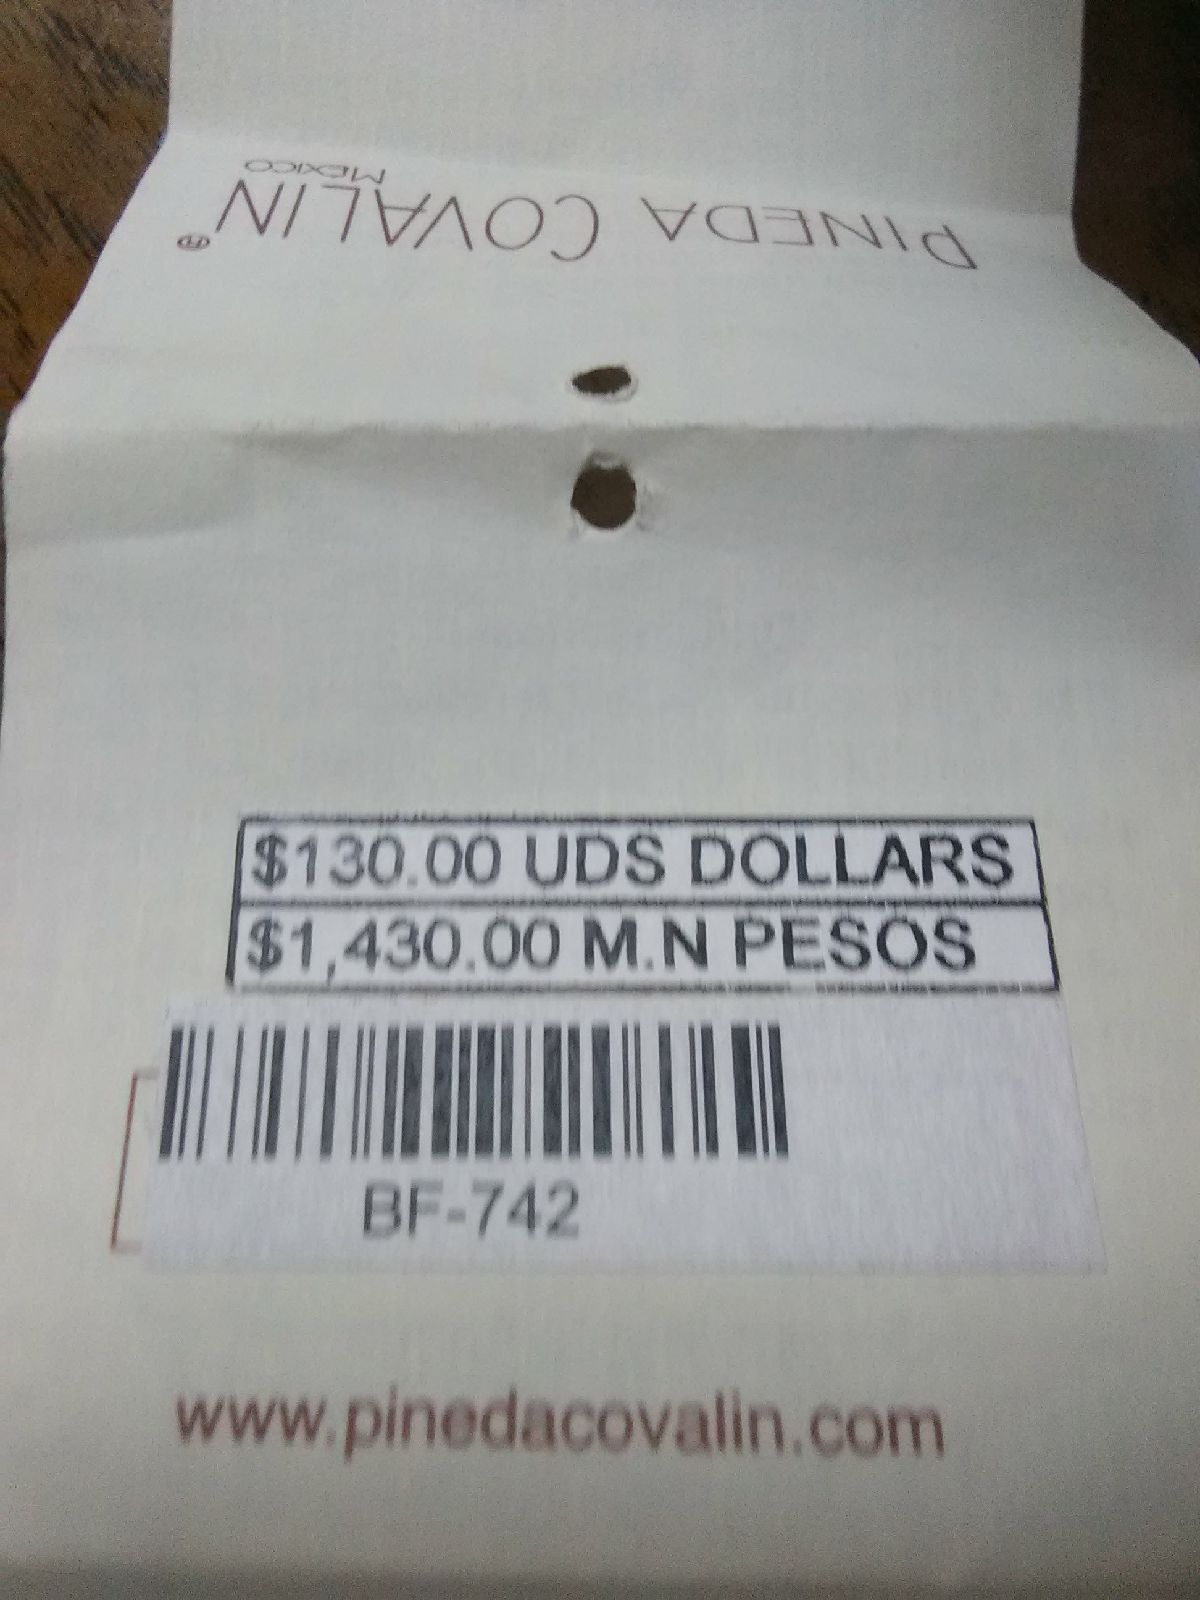 PINEDA COVALIN®
MEXICO
$130.00 UDS DOLLARS
$1,430.00 M.N PESOS
BF-742
www.pinedacovalin.com